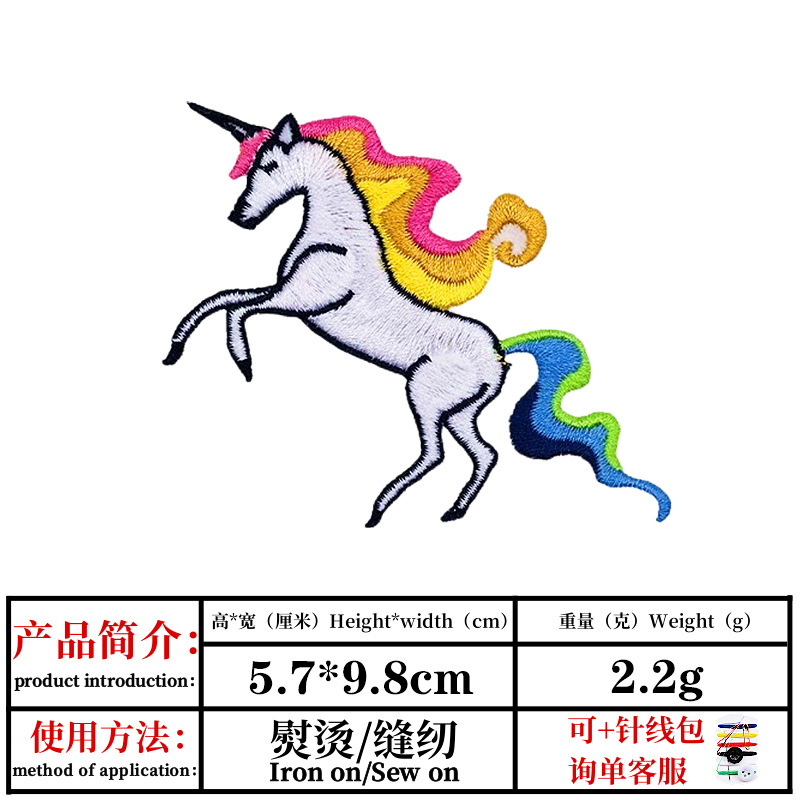 产品简介：
product introduction：
高*宽（厘米）Height*width（cm）
重量（克）Weight（g）
5.7*9.8cm
2.2g
使用方法：
method of application：
熨烫/缝纫
Iron on/Sew on
可+针线包
询单客服